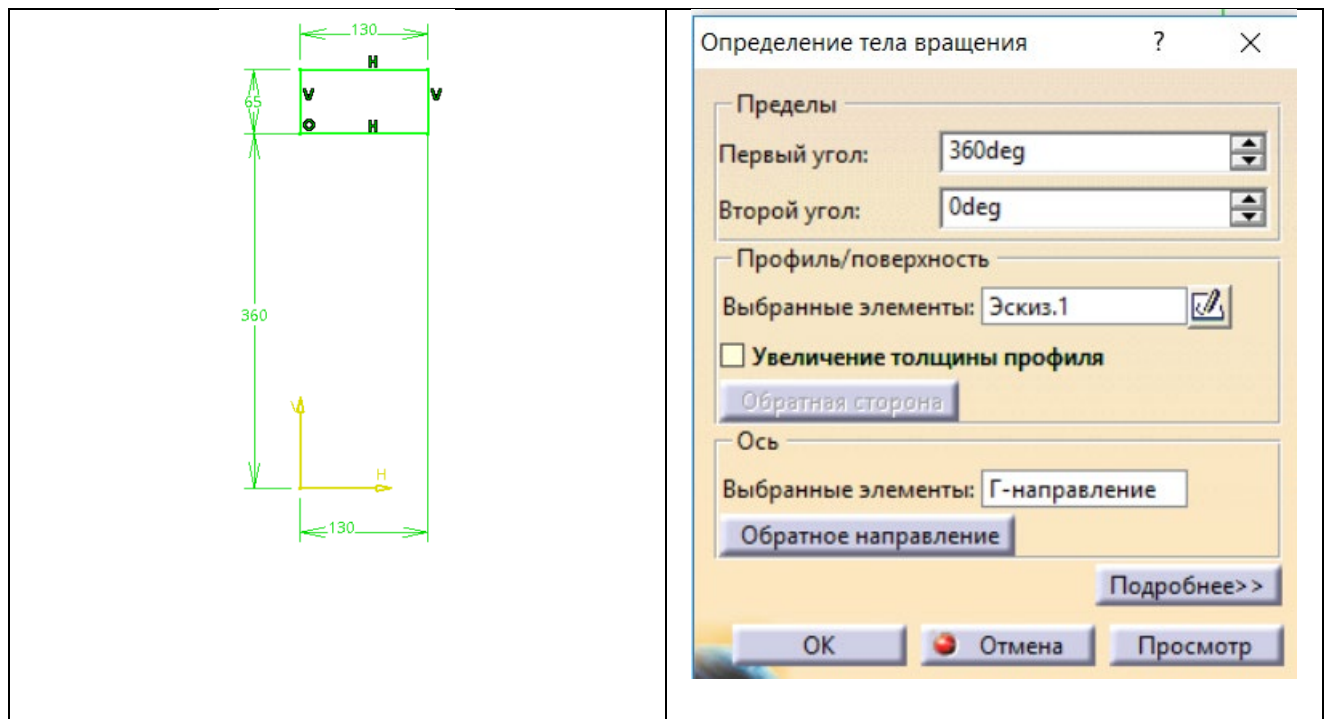 130
H
V
V
65
H
360
V
H
130
Определение тела вращения ?
Пределы
Первый угол: 360deg
Второй угол: 0deg
Профиль/поверхность
Выбранные элементы: Эскиз.1
Увеличение толщины профиля
Обратная сторона
Ось
Выбранные элементы: Г-направление
Обратное направление
Подробнее>>
OK Отмена Просмотр